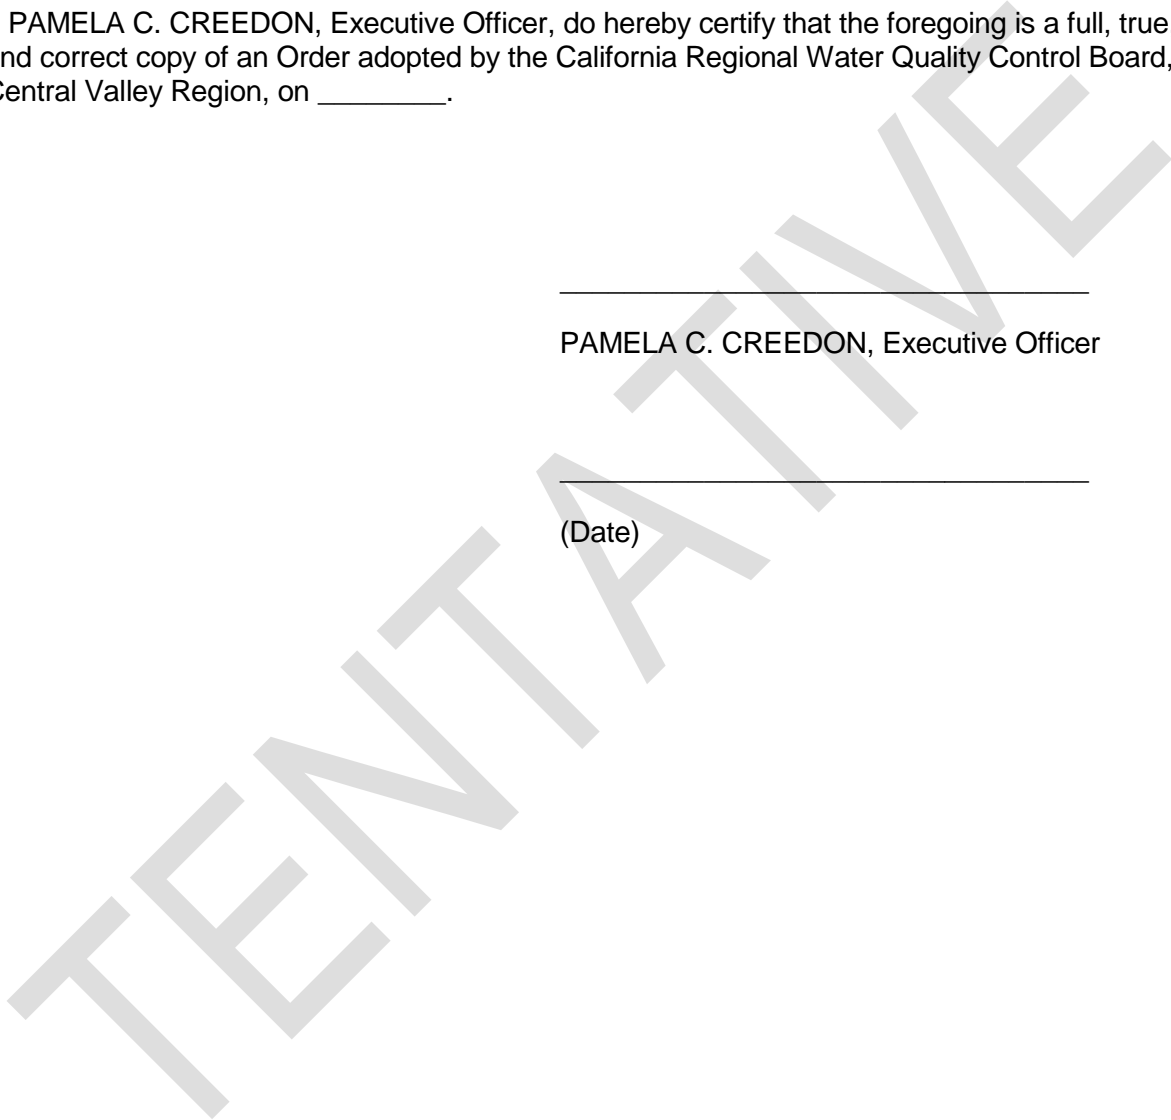 PAMELA C. CREEDON, Executive Officer, do hereby certify that the foregoing is a full, true
nd correct copy of an Order adopted by the California Regional Water Quality Control Board,
Central Valley Region, on ________.
PAMELA C. CREEDON, Executive Officer
(Date)
TENTATIVE